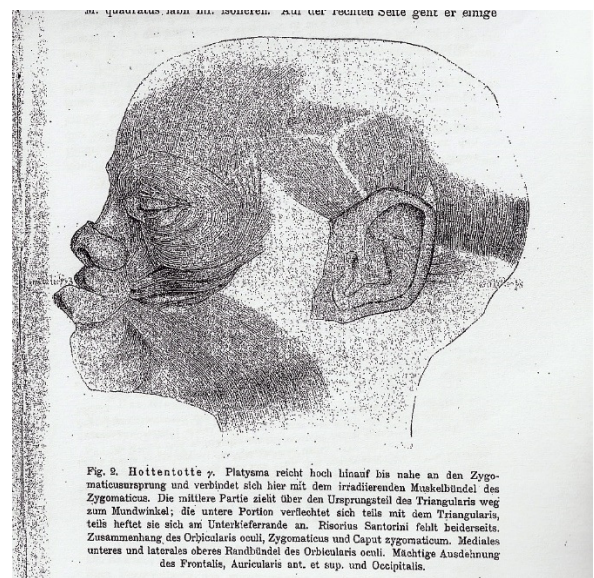 M. quadratus labii inf. isolieren. Auf der rechten Seite geht er einige
Fig. 2. Hottentotte γ. Platysma reicht hoch hinauf bis nahe an den Zygo-
maticusursprung und verbindet sich hier mit dem irradiierenden Muskelbündel des
Zygomaticus. Die mittlere Partie zieht über den Ursprungsteil des Triangularis weg
zum Mundwinkel; die untere Portion verflechtet sich teils mit dem Triangularis,
teils heftet sie sich am Unterkieferrande an. Risorius Santorini fehlt beiderseits.
Zusammenhang des Orbicularis oculi, Zygomaticus und Caput zygomaticum. Mediales
unteres und laterales oberes Randbündel des Orbicularis oculi. Mächtige Ausdehnung
des Frontalis, Auricularis ant. et sup. und Occipitalis.